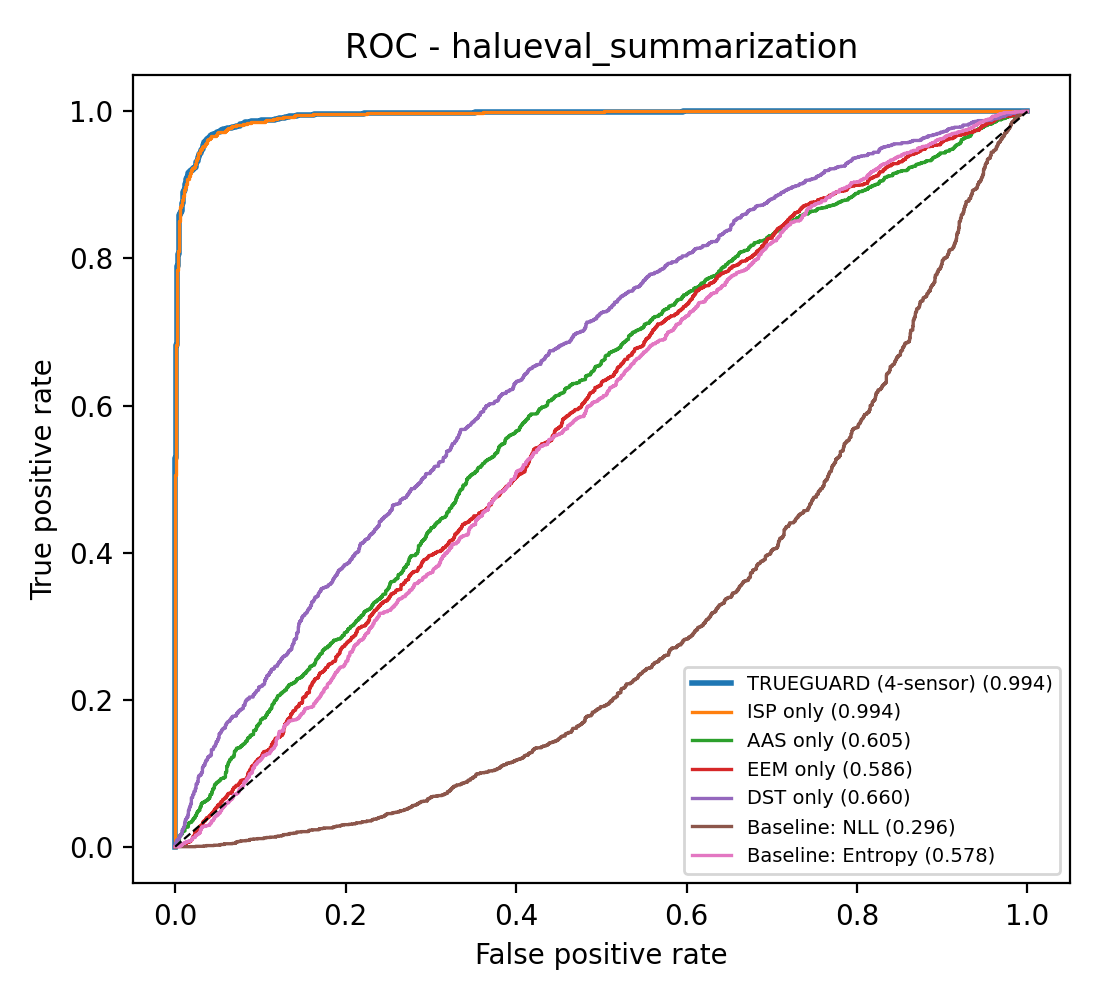 ROC - halueval_summarization
True positive rate
1.0
0.8
0.6
0.4
0.2
0.0
TRUEGUARD (4-sensor) (0.994)
ISP only (0.994)
AAS only (0.605)
EEM only (0.586)
DST only (0.660)
Baseline: NLL (0.296)
Baseline: Entropy (0.578)
0.0 0.2 0.4 0.6 0.8 1.0
False positive rate